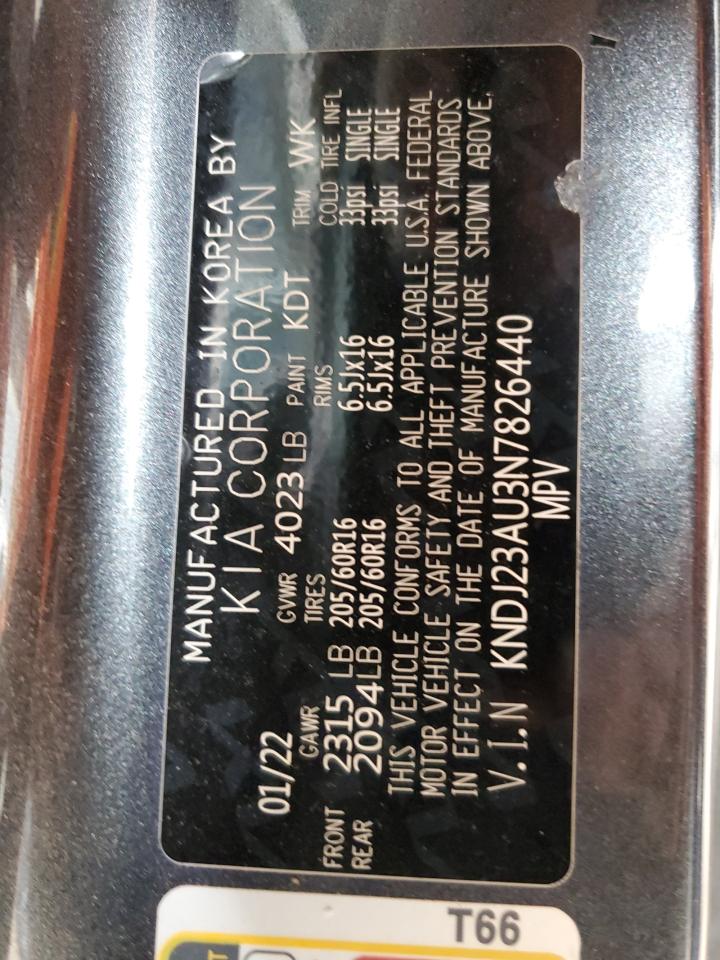 MANUFACTURED IN KOREA BY
KIA CORPORATION
01/22 GVWR 4023 LB PAINT KDT TRIM WK
GAWR TIRES RIMS COLD TIRE INFL
FRONT 2315 LB 205/60R16 6.5Jx16 33psi SINGLE
REAR 2094LB 205/60R16 6.5Jx16 33psi SINGLE
THIS VEHICLE CONFORMS TO ALL APPLICABLE U.S.A. FEDERAL
MOTOR VEHICLE SAFETY AND THEFT PREVENTION STANDARDS
IN EFFECT ON THE DATE OF MANUFACTURE SHOWN ABOVE.
V.I.N KNDJ23AU3N7826440
MPV
T66